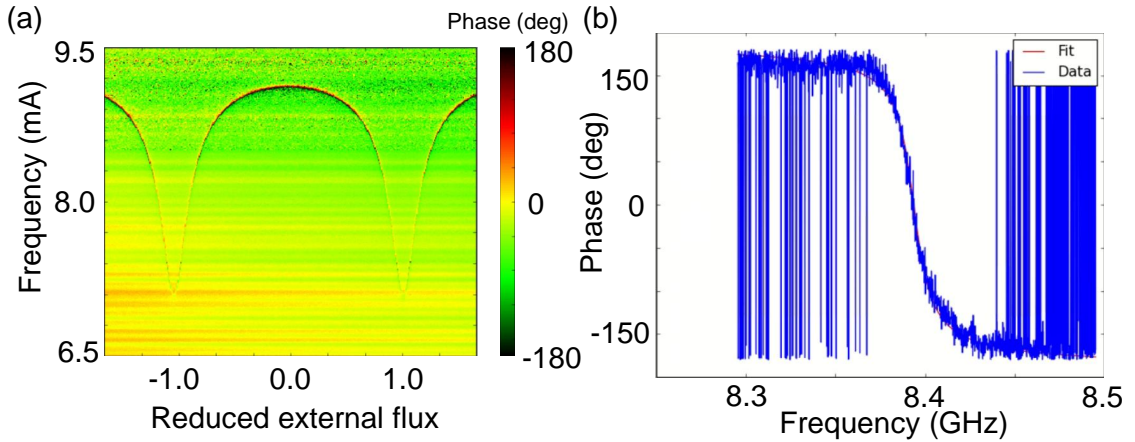 (a)
Phase (deg)
180
0
-180
9.5
8.0
6.5
Frequency (mA)
-1.0
0.0
1.0
Reduced external flux
(b)
Fit
Data
150
0
-150
Phase (deg)
8.3
8.4
8.5
Frequency (GHz)